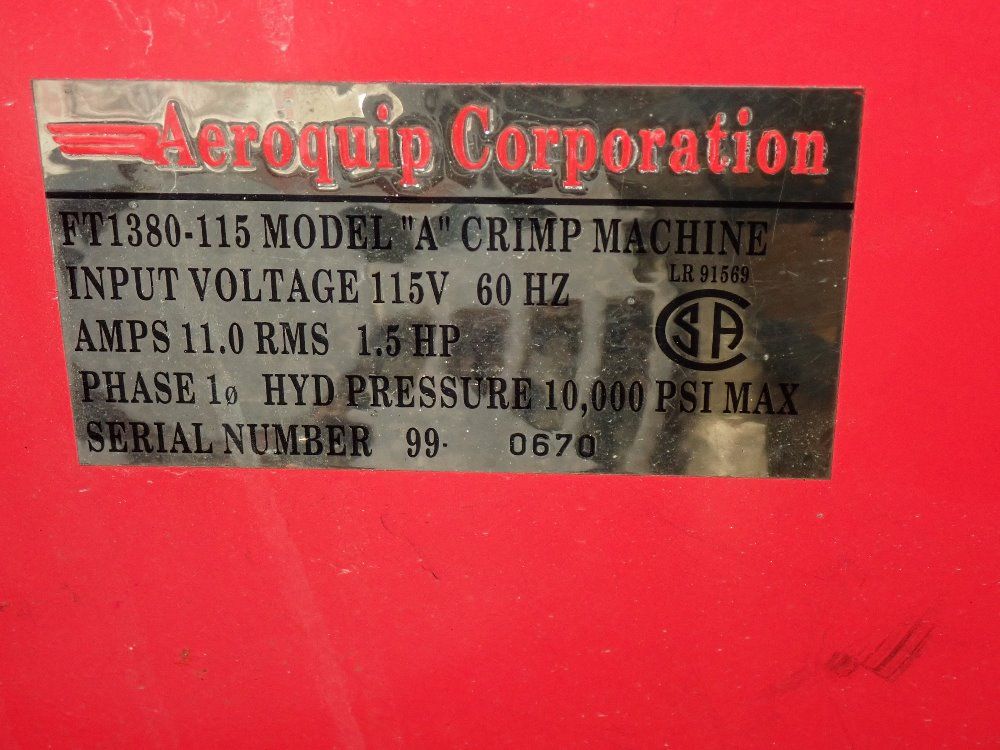 Aeroquip Corporation
FT1380-115 MODEL "A" CRIMP MACHINE
INPUT VOLTAGE 115V 60 HZ
LR 91569
AMPS 11.0 RMS 1.5 HP
CSA
PHASE 1ø HYD PRESSURE 10,000 PSI MAX
SERIAL NUMBER 99- 0670